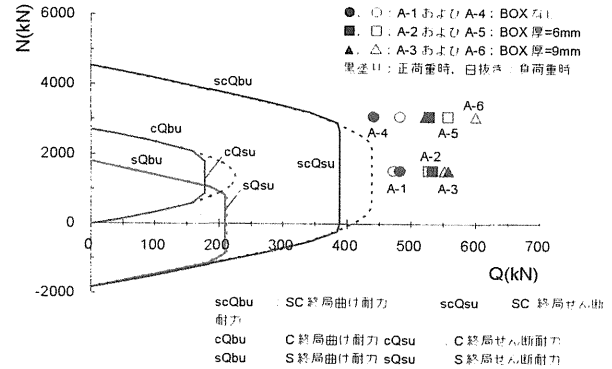 N(kN)
●, ○ : A-1 および A-4 : BOX なし
■, □ : A-2 および A-5 : BOX 厚=6mm
▲, △ : A-3 および A-6 : BOX 厚=9mm
黒塗り : 正荷重時, 白抜き : 負荷重時
6000
4000
2000
0
-2000
scQbu
cQbu
cQsu
sQbu
sQsu
scQsu
A-6
A-4
A-5
A-2
A-1
A-3
0 100 200 300 400 500 600 700
Q(kN)
scQbu : SC 終局曲げ耐力 scQsu SC 終局せん断
耐力
cQbu C 終局曲げ耐力 cQsu : C 終局せん断耐力
sQbu S 終局曲げ耐力 sQsu S 終局せん断耐力